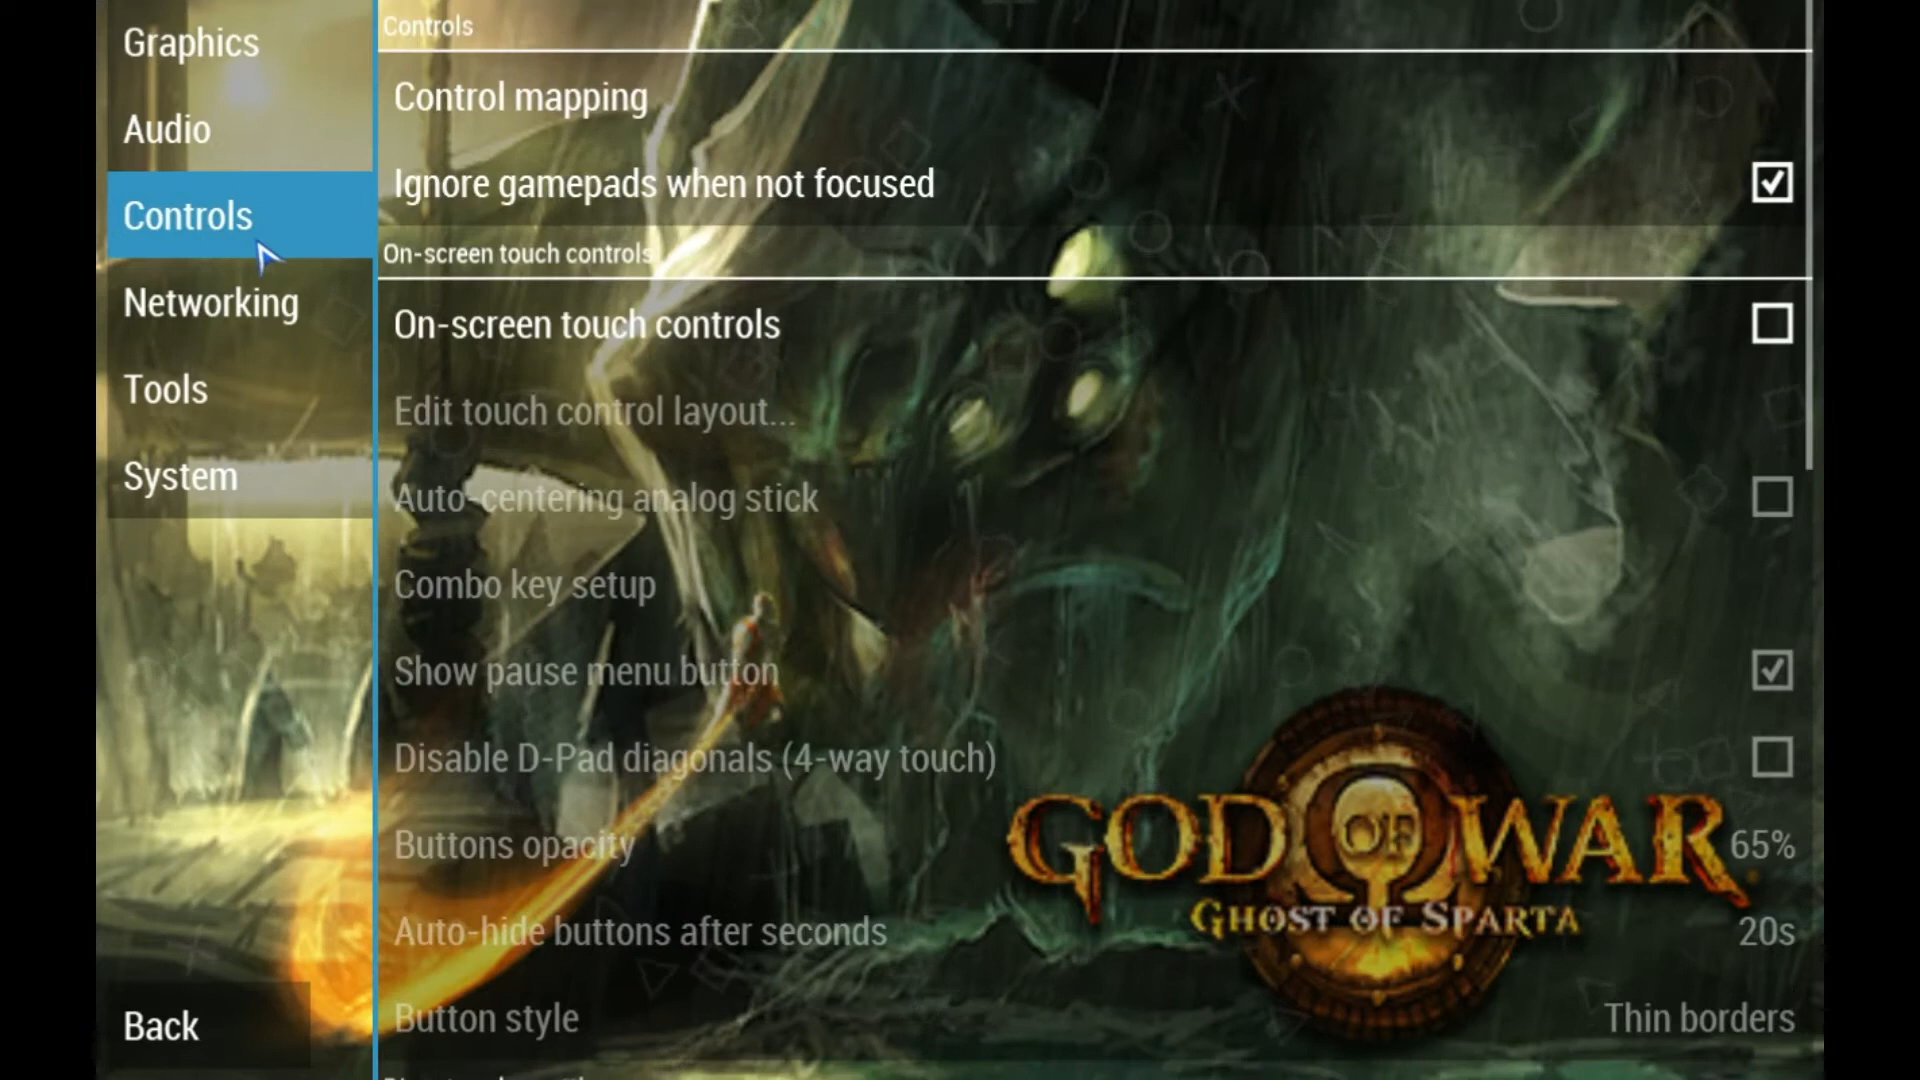 Graphics
Audio
Controls
Networking
Tools
System
Back
Controls
Control mapping
Ignore gamepads when not focused
On-screen touch controls
On-screen touch controls
Edit touch control layout...
Auto-centering analog stick
Combo key setup
Show pause menu button
Disable D-Pad diagonals (4-way touch)
Buttons opacity 65%
Auto-hide buttons after seconds 20s
Button style Thin borders
GOD OF WAR
GHOST OF SPARTA